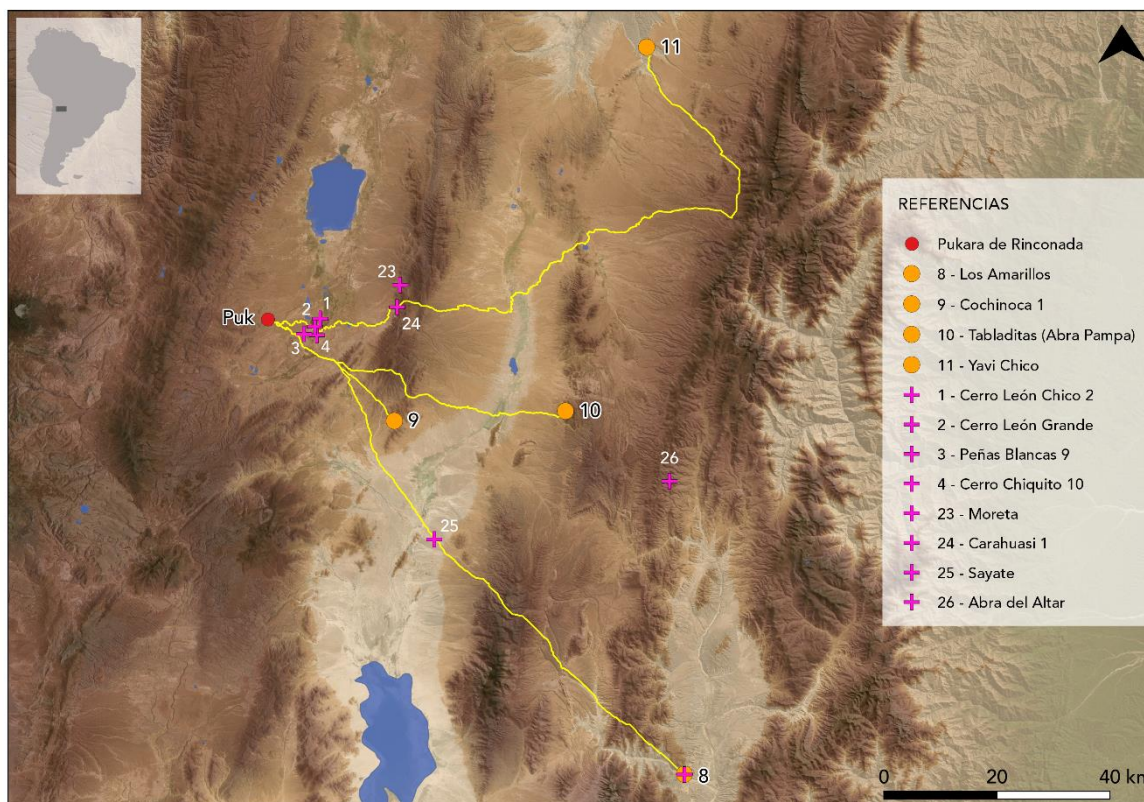 11
REFERENCIAS
Pukara de Rinconada
8 - Los Amarillos
9 - Cochinoca 1
10 - Tabladitas (Abra Pampa)
11 - Yavi Chico
1 - Cerro León Chico 2
2 - Cerro León Grande
3 - Peñas Blancas 9
4 - Cerro Chiquito 10
23 - Moreta
24 - Carahuasi 1
25 - Sayate
26 - Abra del Altar
23
24
Puk
1
2
3
4
9
10
26
25
8
0 20 40 km